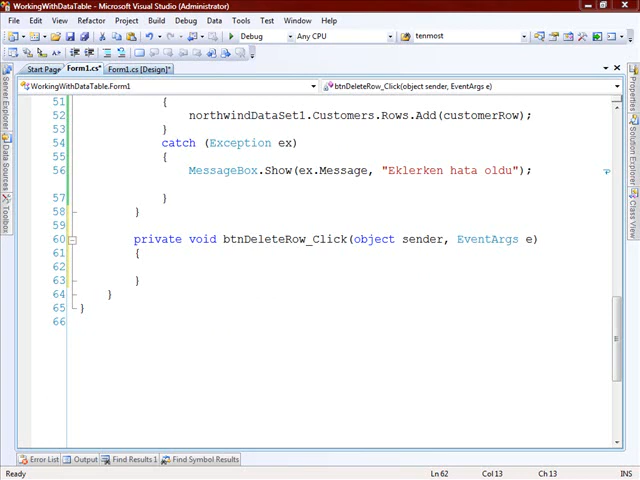 WorkingWithDataTable - Microsoft Visual Studio (Administrator)
File Edit View Refactor Project Build Debug Data Tools Test Window Help
Debug Any CPU tenmost
Start Page Form1.cs* Form1.cs [Design]*
WorkingWithDataTable.Form1 btnDeleteRow_Click(object sender, EventArgs e)
51 {
52 northwindDataSet1.Customers.Rows.Add(customerRow);
53 }
54 catch (Exception ex)
55 {
56 MessageBox.Show(ex.Message, "Eklerken hata oldu");
57 }
58 }
59
60 private void btnDeleteRow_Click(object sender, EventArgs e)
61 {
62
63 }
64 }
65 }
66
Server Explorer
Data Sources
Toolbox
Properties
Solution Explorer
Class View
Error List Output Find Results 1 Find Symbol Results
Ready Ln 62 Col 13 Ch 13 INS